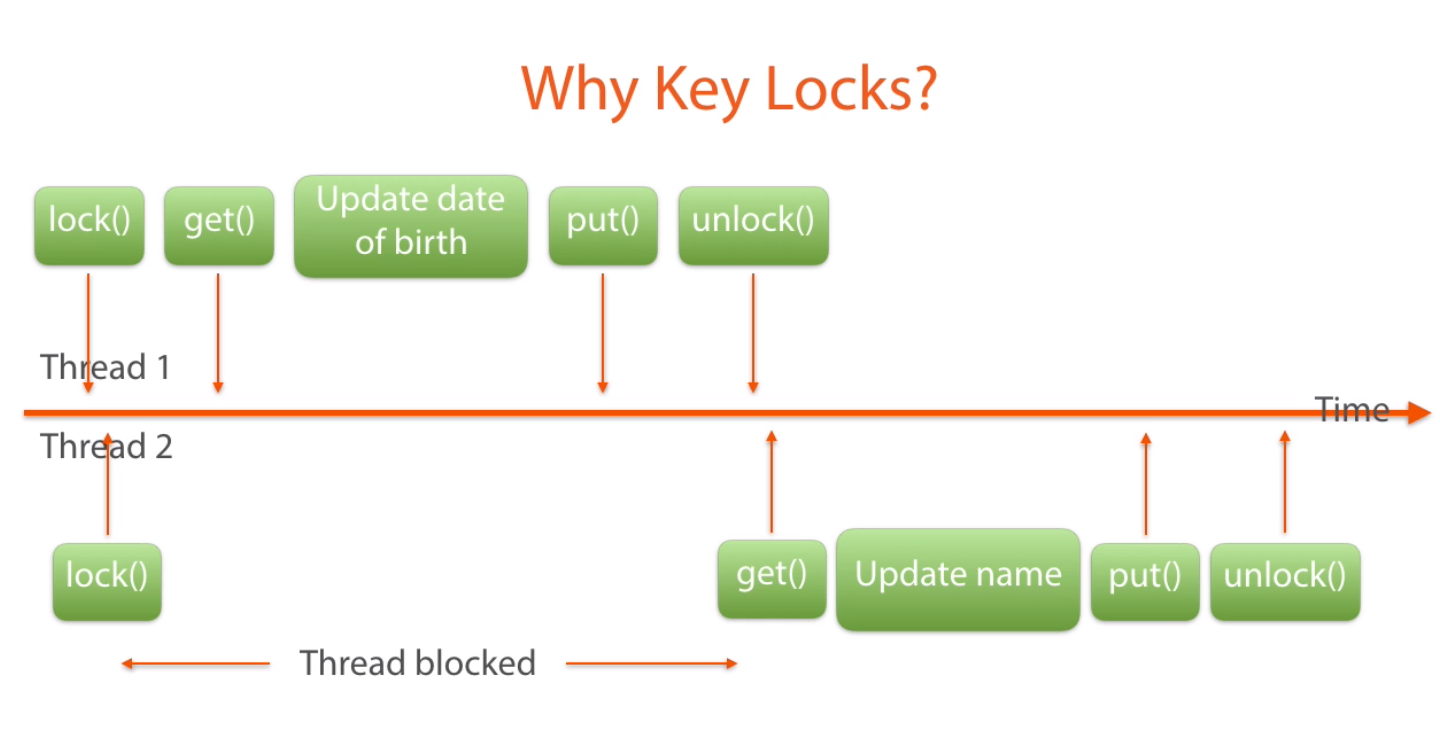 Why Key Locks?
lock()
get()
Update date
of birth
put()
unlock()
Thread 1
Time
Thread 2
lock()
get()
Update name
put()
unlock()
Thread blocked